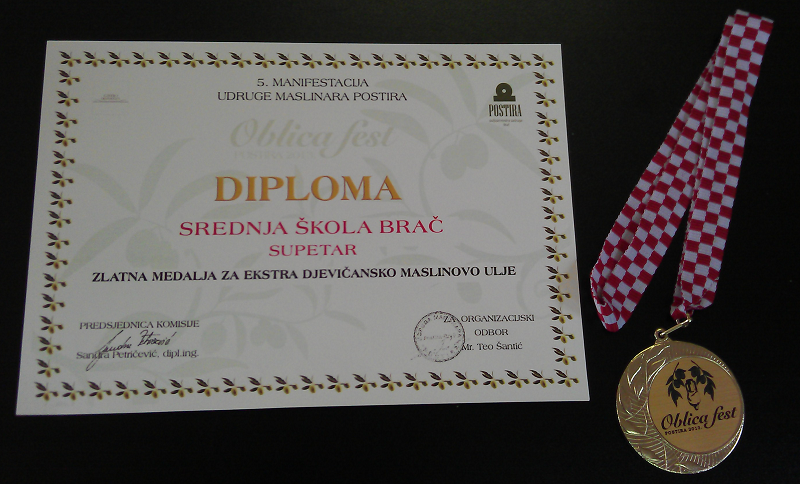 5. MANIFESTACIJA
UDRUGE MASLINARA POSTIRA
POSTIRA
Oblica fest
DIPLOMA
SREDNJA ŠKOLA BRAČ
SUPETAR
ZLATNA MEDALJA ZA EKSTRA DJEVIČANSKO MASLINOVO ULJE
PREDSJEDNICA KOMISIJE
Sandra Petričević, dipl.ing.
ZA ORGANIZACIJSKI
ODBOR
Mr. Teo Šantić
Oblica fest
POSTIRA 2015.